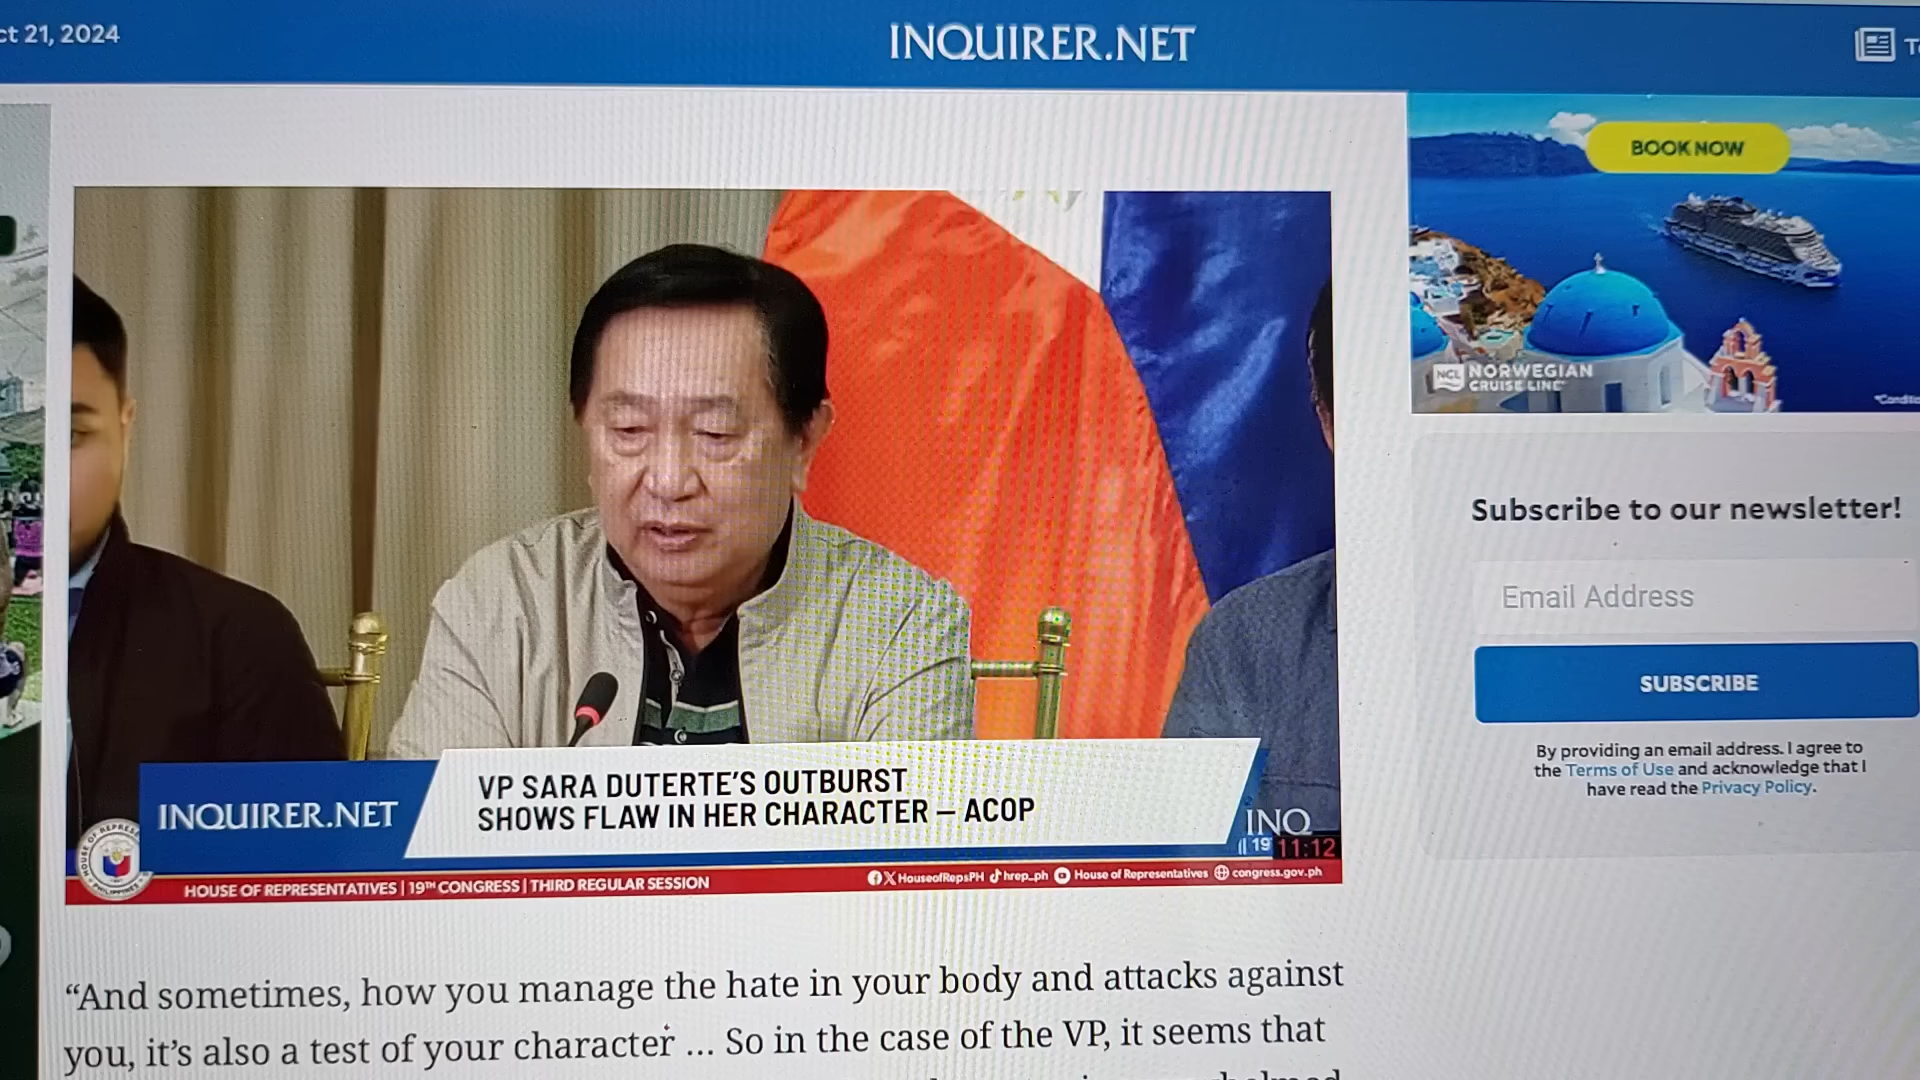 ct 21, 2024
INQUIRER.NET
BOOK NOW
NCL NORWEGIAN
CRUISE LINE
Subscribe to our newsletter!
Email Address
SUBSCRIBE
By providing an email address. I agree to
the Terms of Use and acknowledge that I
have read the Privacy Policy.
INQUIRER.NET
VP SARA DUTERTE'S OUTBURST
SHOWS FLAW IN HER CHARACTER – ACOP
INQ
19
11:12
HOUSE OF REPRESENTATIVES | 19TH CONGRESS | THIRD REGULAR SESSION
HouseofRepsPH hrep_ph House of Representatives congress.gov.ph
“And sometimes, how you manage the hate in your body and attacks against
you, it’s also a test of your character … So in the case of the VP, it seems that